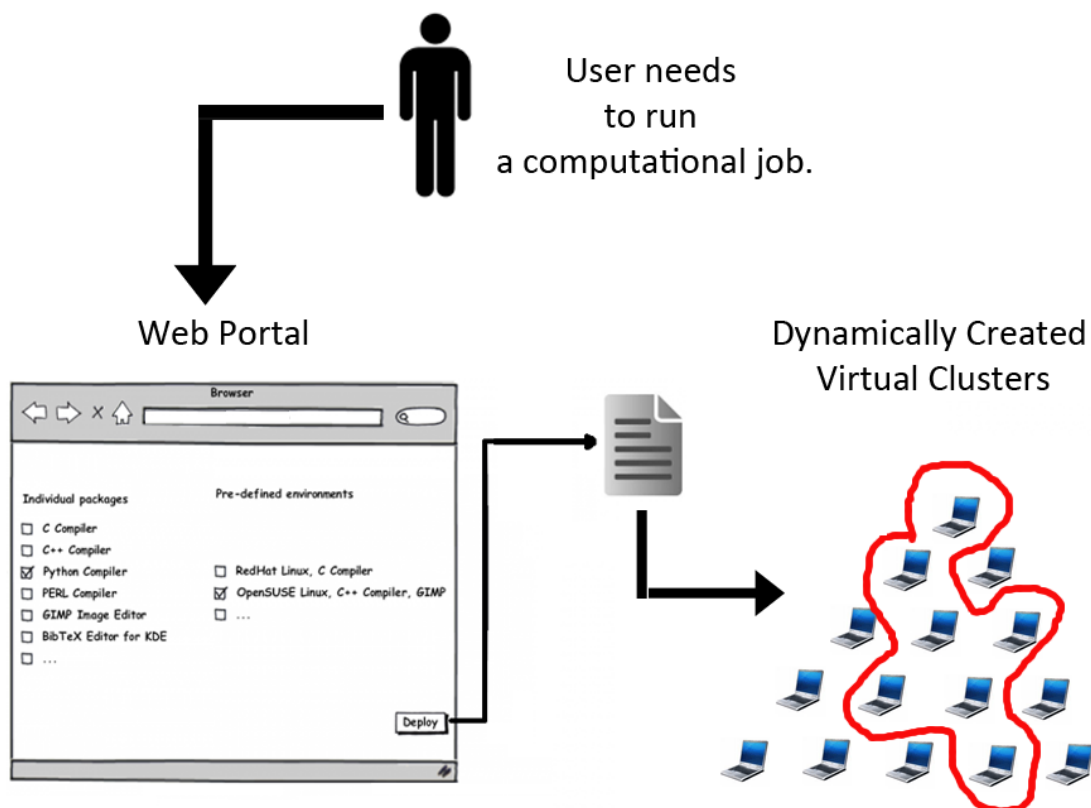 User needs
to run
a computational job.
Web Portal
Dynamically Created
Virtual Clusters
Browser
Individual packages
C Compiler
C++ Compiler
Python Compiler
PERL Compiler
GIMP Image Editor
BibTeX Editor for KDE
...
Pre-defined environments
RedHat Linux, C Compiler
OpenSUSE Linux, C++ Compiler, GIMP
...
Deploy